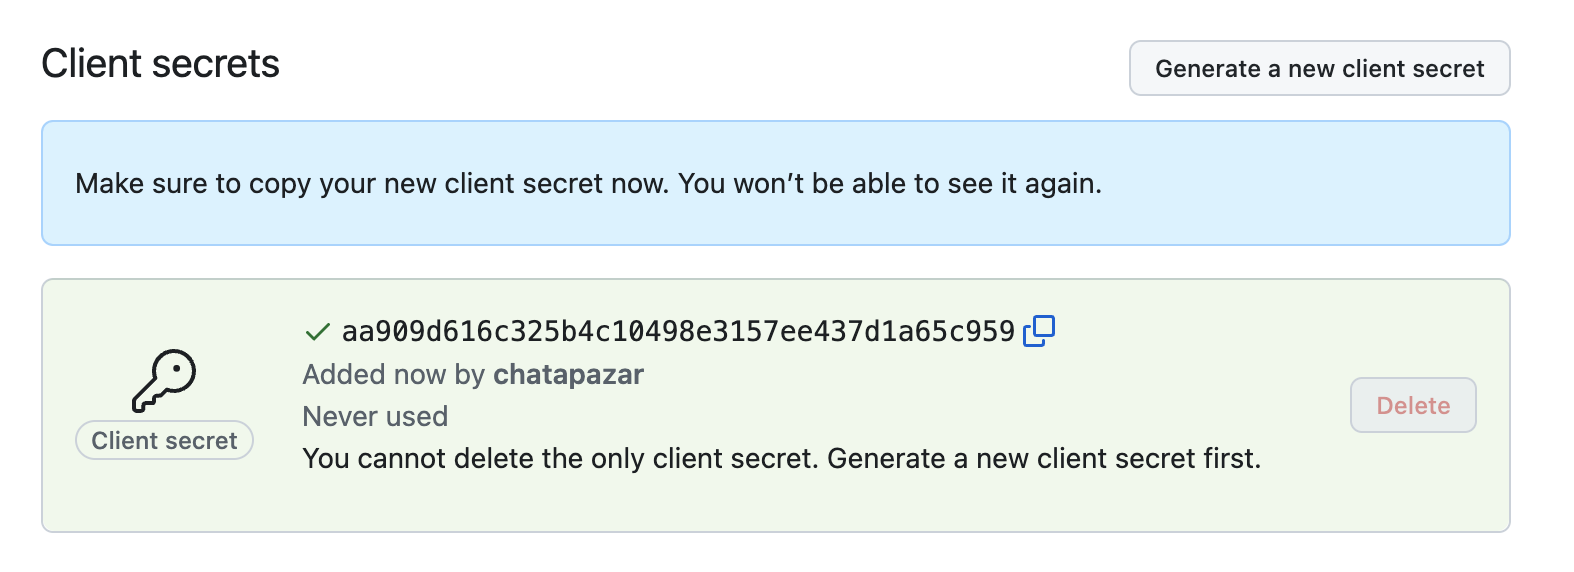 Client secrets
Generate a new client secret
Make sure to copy your new client secret now. You won’t be able to see it again.
aa909d616c325b4c10498e3157ee437d1a65c959
Added now by chatapazar
Never used
Client secret
You cannot delete the only client secret. Generate a new client secret first.
Delete